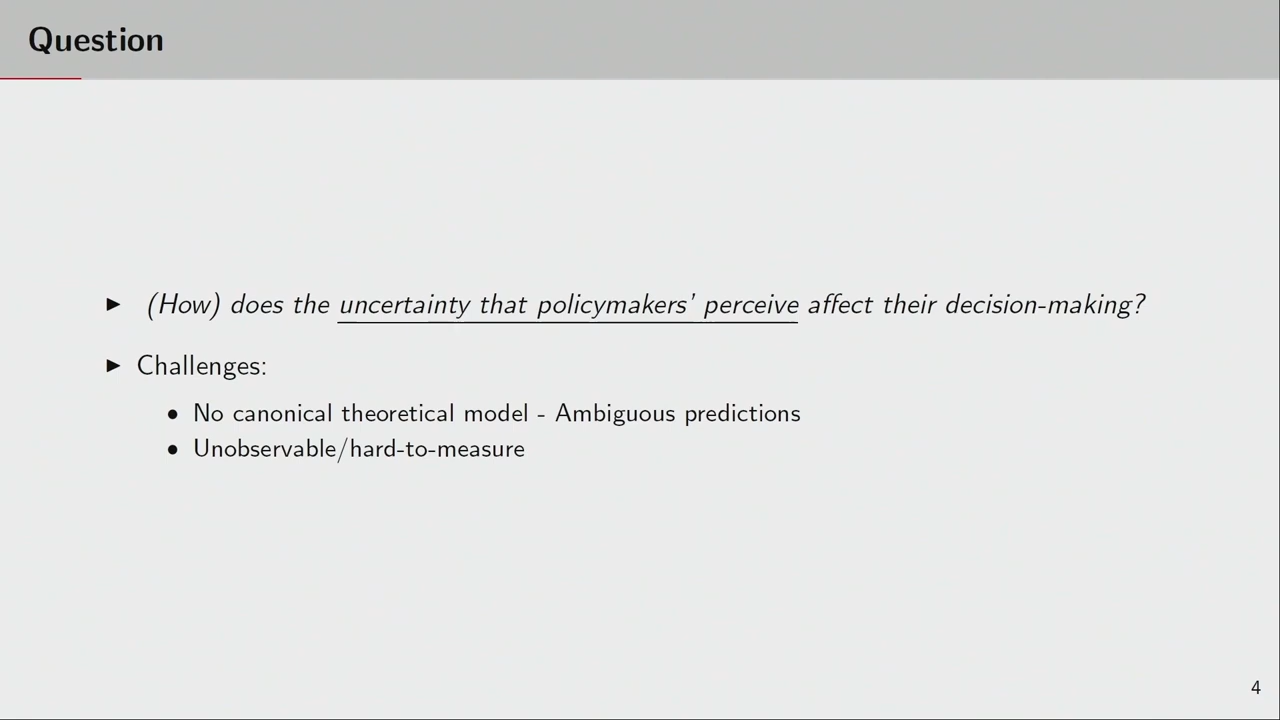 Question
▶ (How) does the uncertainty that policymakers' perceive affect their decision-making?
▶ Challenges:
• No canonical theoretical model - Ambiguous predictions
• Unobservable/hard-to-measure
4